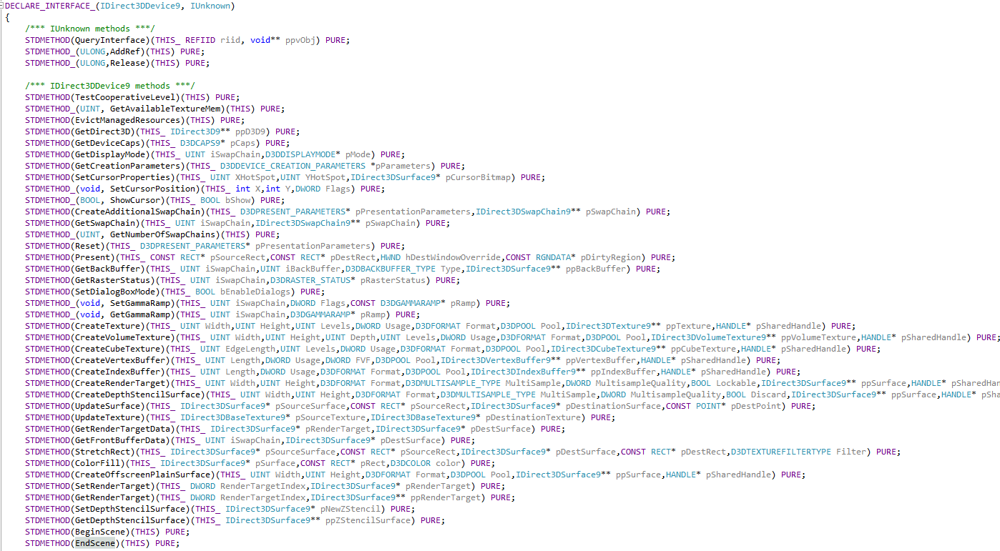 DECLARE_INTERFACE_(IDirect3DDevice9, IUnknown)
{
    /*** IUnknown methods ***/
    STDMETHOD(QueryInterface)(THIS_ REFIID riid, void** ppvObj) PURE;
    STDMETHOD_(ULONG,AddRef)(THIS) PURE;
    STDMETHOD_(ULONG,Release)(THIS) PURE;

    /*** IDirect3DDevice9 methods ***/
    STDMETHOD(TestCooperativeLevel)(THIS) PURE;
    STDMETHOD_(UINT, GetAvailableTextureMem)(THIS) PURE;
    STDMETHOD(EvictManagedResources)(THIS) PURE;
    STDMETHOD(GetDirect3D)(THIS_ IDirect3D9** ppD3D9) PURE;
    STDMETHOD(GetDeviceCaps)(THIS_ D3DCAPS9* pCaps) PURE;
    STDMETHOD(GetDisplayMode)(THIS_ UINT iSwapChain,D3DDISPLAYMODE* pMode) PURE;
    STDMETHOD(GetCreationParameters)(THIS_ D3DDEVICE_CREATION_PARAMETERS *pParameters) PURE;
    STDMETHOD(SetCursorProperties)(THIS_ UINT XHotSpot,UINT YHotSpot,IDirect3DSurface9* pCursorBitmap) PURE;
    STDMETHOD_(void, SetCursorPosition)(THIS_ int X,int Y,DWORD Flags) PURE;
    STDMETHOD_(BOOL, ShowCursor)(THIS_ BOOL bShow) PURE;
    STDMETHOD(CreateAdditionalSwapChain)(THIS_ D3DPRESENT_PARAMETERS* pPresentationParameters,IDirect3DSwapChain9** pSwapChain) PURE;
    STDMETHOD(GetSwapChain)(THIS_ UINT iSwapChain,IDirect3DSwapChain9** pSwapChain) PURE;
    STDMETHOD_(UINT, GetNumberOfSwapChains)(THIS) PURE;
    STDMETHOD(Reset)(THIS_ D3DPRESENT_PARAMETERS* pPresentationParameters) PURE;
    STDMETHOD(Present)(THIS_ CONST RECT* pSourceRect,CONST RECT* pDestRect,HWND hDestWindowOverride,CONST RGNDATA* pDirtyRegion) PURE;
    STDMETHOD(GetBackBuffer)(THIS_ UINT iSwapChain,UINT iBackBuffer,D3DBACKBUFFER_TYPE Type,IDirect3DSurface9** ppBackBuffer) PURE;
    STDMETHOD(GetRasterStatus)(THIS_ UINT iSwapChain,D3DRASTER_STATUS* pRasterStatus) PURE;
    STDMETHOD(SetDialogBoxMode)(THIS_ BOOL bEnableDialogs) PURE;
    STDMETHOD_(void, SetGammaRamp)(THIS_ UINT iSwapChain,DWORD Flags,CONST D3DGAMMARAMP* pRamp) PURE;
    STDMETHOD_(void, GetGammaRamp)(THIS_ UINT iSwapChain,D3DGAMMARAMP* pRamp) PURE;
    STDMETHOD(CreateTexture)(THIS_ UINT Width,UINT Height,UINT Levels,DWORD Usage,D3DFORMAT Format,D3DPOOL Pool,IDirect3DTexture9** ppTexture,HANDLE* pSharedHandle) PURE;
    STDMETHOD(CreateVolumeTexture)(THIS_ UINT Width,UINT Height,UINT Depth,UINT Levels,DWORD Usage,D3DFORMAT Format,D3DPOOL Pool,IDirect3DVolumeTexture9** ppVolumeTexture,HANDLE* pSharedHandle) PURE;
    STDMETHOD(CreateCubeTexture)(THIS_ UINT EdgeLength,UINT Levels,DWORD Usage,D3DFORMAT Format,D3DPOOL Pool,IDirect3DCubeTexture9** ppCubeTexture,HANDLE* pSharedHandle) PURE;
    STDMETHOD(CreateVertexBuffer)(THIS_ UINT Length,DWORD Usage,DWORD FVF,D3DPOOL Pool,IDirect3DVertexBuffer9** ppVertexBuffer,HANDLE* pSharedHandle) PURE;
    STDMETHOD(CreateIndexBuffer)(THIS_ UINT Length,DWORD Usage,D3DFORMAT Format,D3DPOOL Pool,IDirect3DIndexBuffer9** ppIndexBuffer,HANDLE* pSharedHandle) PURE;
    STDMETHOD(CreateRenderTarget)(THIS_ UINT Width,UINT Height,D3DFORMAT Format,D3DMULTISAMPLE_TYPE MultiSample,DWORD MultisampleQuality,BOOL Lockable,IDirect3DSurface9** ppSurface,HANDLE* pSharedHan
    STDMETHOD(CreateDepthStencilSurface)(THIS_ UINT Width,UINT Height,D3DFORMAT Format,D3DMULTISAMPLE_TYPE MultiSample,DWORD MultisampleQuality,BOOL Discard,IDirect3DSurface9** ppSurface,HANDLE* pSha
    STDMETHOD(UpdateSurface)(THIS_ IDirect3DSurface9* pSourceSurface,CONST RECT* pSourceRect,IDirect3DSurface9* pDestinationSurface,CONST POINT* pDestPoint) PURE;
    STDMETHOD(UpdateTexture)(THIS_ IDirect3DBaseTexture9* pSourceTexture,IDirect3DBaseTexture9* pDestinationTexture) PURE;
    STDMETHOD(GetRenderTargetData)(THIS_ IDirect3DSurface9* pRenderTarget,IDirect3DSurface9* pDestSurface) PURE;
    STDMETHOD(GetFrontBufferData)(THIS_ UINT iSwapChain,IDirect3DSurface9* pDestSurface) PURE;
    STDMETHOD(StretchRect)(THIS_ IDirect3DSurface9* pSourceSurface,CONST RECT* pSourceRect,IDirect3DSurface9* pDestSurface,CONST RECT* pDestRect,D3DTEXTUREFILTERTYPE Filter) PURE;
    STDMETHOD(ColorFill)(THIS_ IDirect3DSurface9* pSurface,CONST RECT* pRect,D3DCOLOR color) PURE;
    STDMETHOD(CreateOffscreenPlainSurface)(THIS_ UINT Width,UINT Height,D3DFORMAT Format,D3DPOOL Pool,IDirect3DSurface9** ppSurface,HANDLE* pSharedHandle) PURE;
    STDMETHOD(SetRenderTarget)(THIS_ DWORD RenderTargetIndex,IDirect3DSurface9* pRenderTarget) PURE;
    STDMETHOD(GetRenderTarget)(THIS_ DWORD RenderTargetIndex,IDirect3DSurface9** ppRenderTarget) PURE;
    STDMETHOD(SetDepthStencilSurface)(THIS_ IDirect3DSurface9* pNewZStencil) PURE;
    STDMETHOD(GetDepthStencilSurface)(THIS_ IDirect3DSurface9** ppZStencilSurface) PURE;
    STDMETHOD(BeginScene)(THIS) PURE;
    STDMETHOD(EndScene)(THIS) PURE;